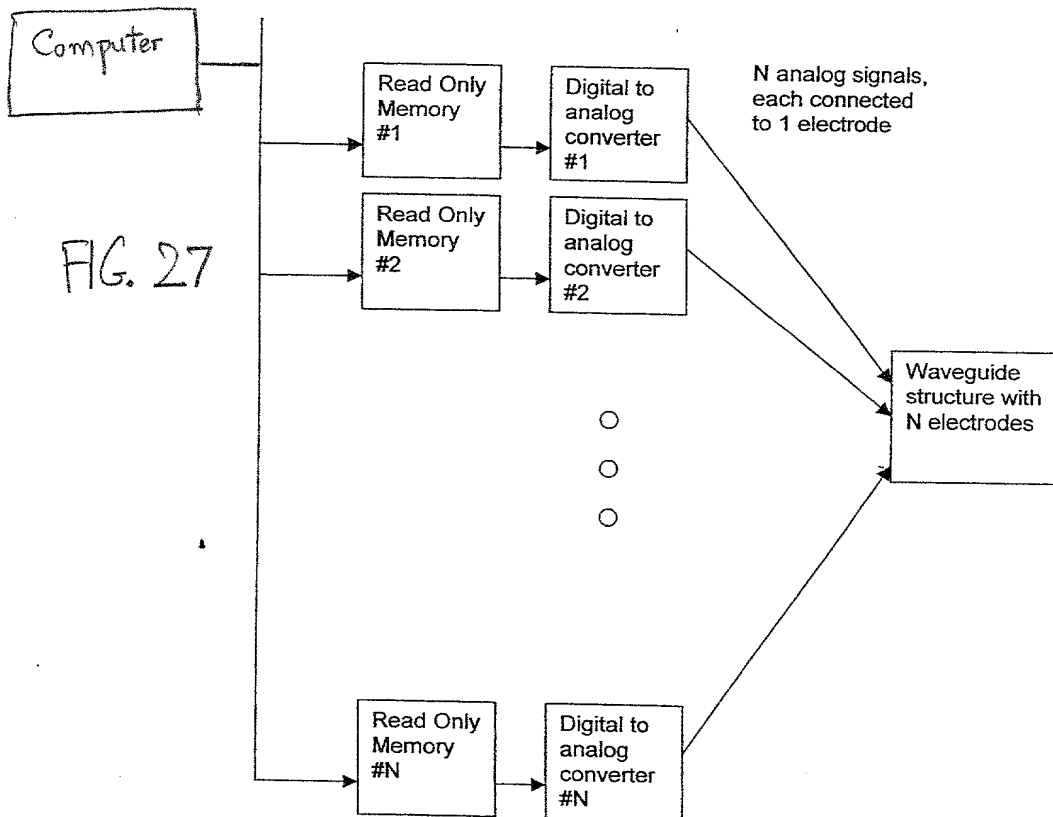 Computer
Read Only
Memory
#1
Digital to
analog
converter
#1
N analog signals,
each connected
to 1 electrode
Read Only
Memory
#2
Digital to
analog
converter
#2
FIG. 27
Waveguide
structure with
N electrodes
Read Only
Memory
#N
Digital to
analog
converter
#N